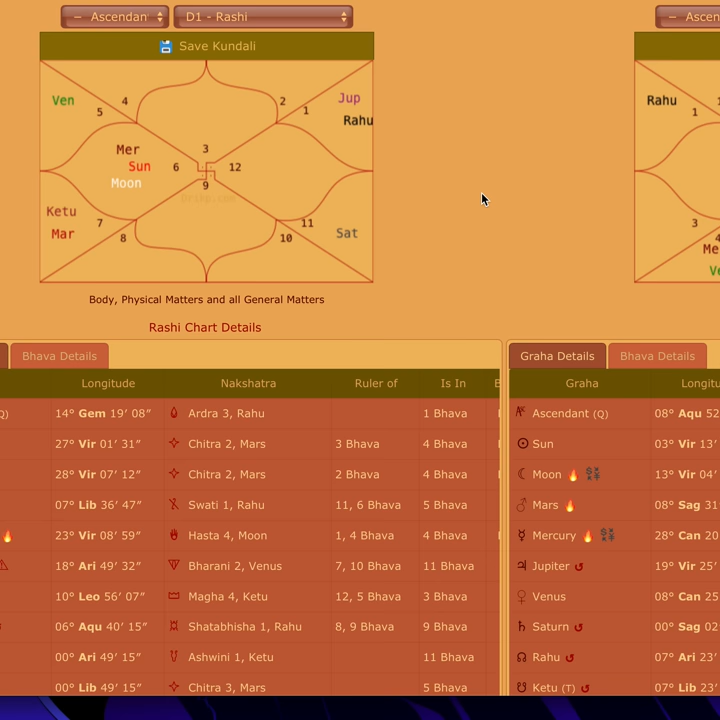 — Ascendan
D1 - Rashi
— Ascen
Save Kundali
Ven
5
4
2
1
Jup
Rahu
Mer
Sun
Moon
3
6
12
9
Ketu
Mar
7
8
10
11
Sat
Rahu
1
3
Me
Ve
Body, Physical Matters and all General Matters
Rashi Chart Details
Bhava Details
Longitude Nakshatra Ruler of Is In B
Q) 14° Gem 19′ 08″ Ardra 3, Rahu 1 Bhava
27° Vir 01′ 31″ Chitra 2, Mars 3 Bhava 4 Bhava
28° Vir 07′ 12″ Chitra 2, Mars 2 Bhava 4 Bhava
07° Lib 36′ 47″ Swati 1, Rahu 11, 6 Bhava 5 Bhava
23° Vir 08′ 59″ Hasta 4, Moon 1, 4 Bhava 4 Bhava
18° Ari 49′ 32″ Bharani 2, Venus 7, 10 Bhava 11 Bhava
10° Leo 56′ 07″ Magha 4, Ketu 12, 5 Bhava 3 Bhava
06° Aqu 40′ 15″ Shatabhisha 1, Rahu 8, 9 Bhava 9 Bhava
00° Ari 49′ 15″ Ashwini 1, Ketu 11 Bhava
00° Lib 49′ 15″ Chitra 3, Mars 5 Bhava
Graha Details Bhava Details
Graha Longitu
Ascendant (Q) 08° Aqu 52
Sun 03° Vir 13′
Moon 13° Vir 04′
Mars 08° Sag 31
Mercury 28° Can 20
Jupiter 19° Vir 25′
Venus 08° Can 25
Saturn 00° Sag 02
Rahu 07° Ari 23′
Ketu (T) 07° Lib 23′